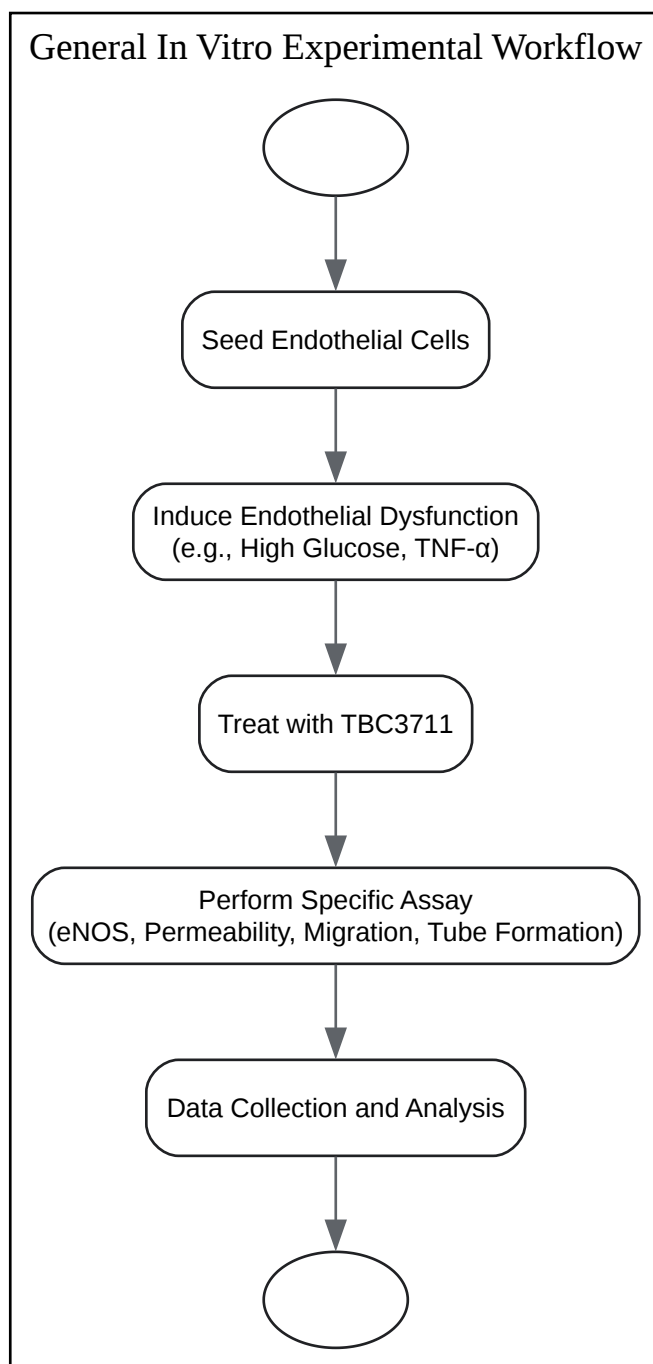 General In Vitro Experimental Workflow
Seed Endothelial Cells
Induce Endothelial Dysfunction
(e.g., High Glucose, TNF-α)
Treat with TBC3711
Perform Specific Assay
(eNOS, Permeability, Migration, Tube Formation)
Data Collection and Analysis